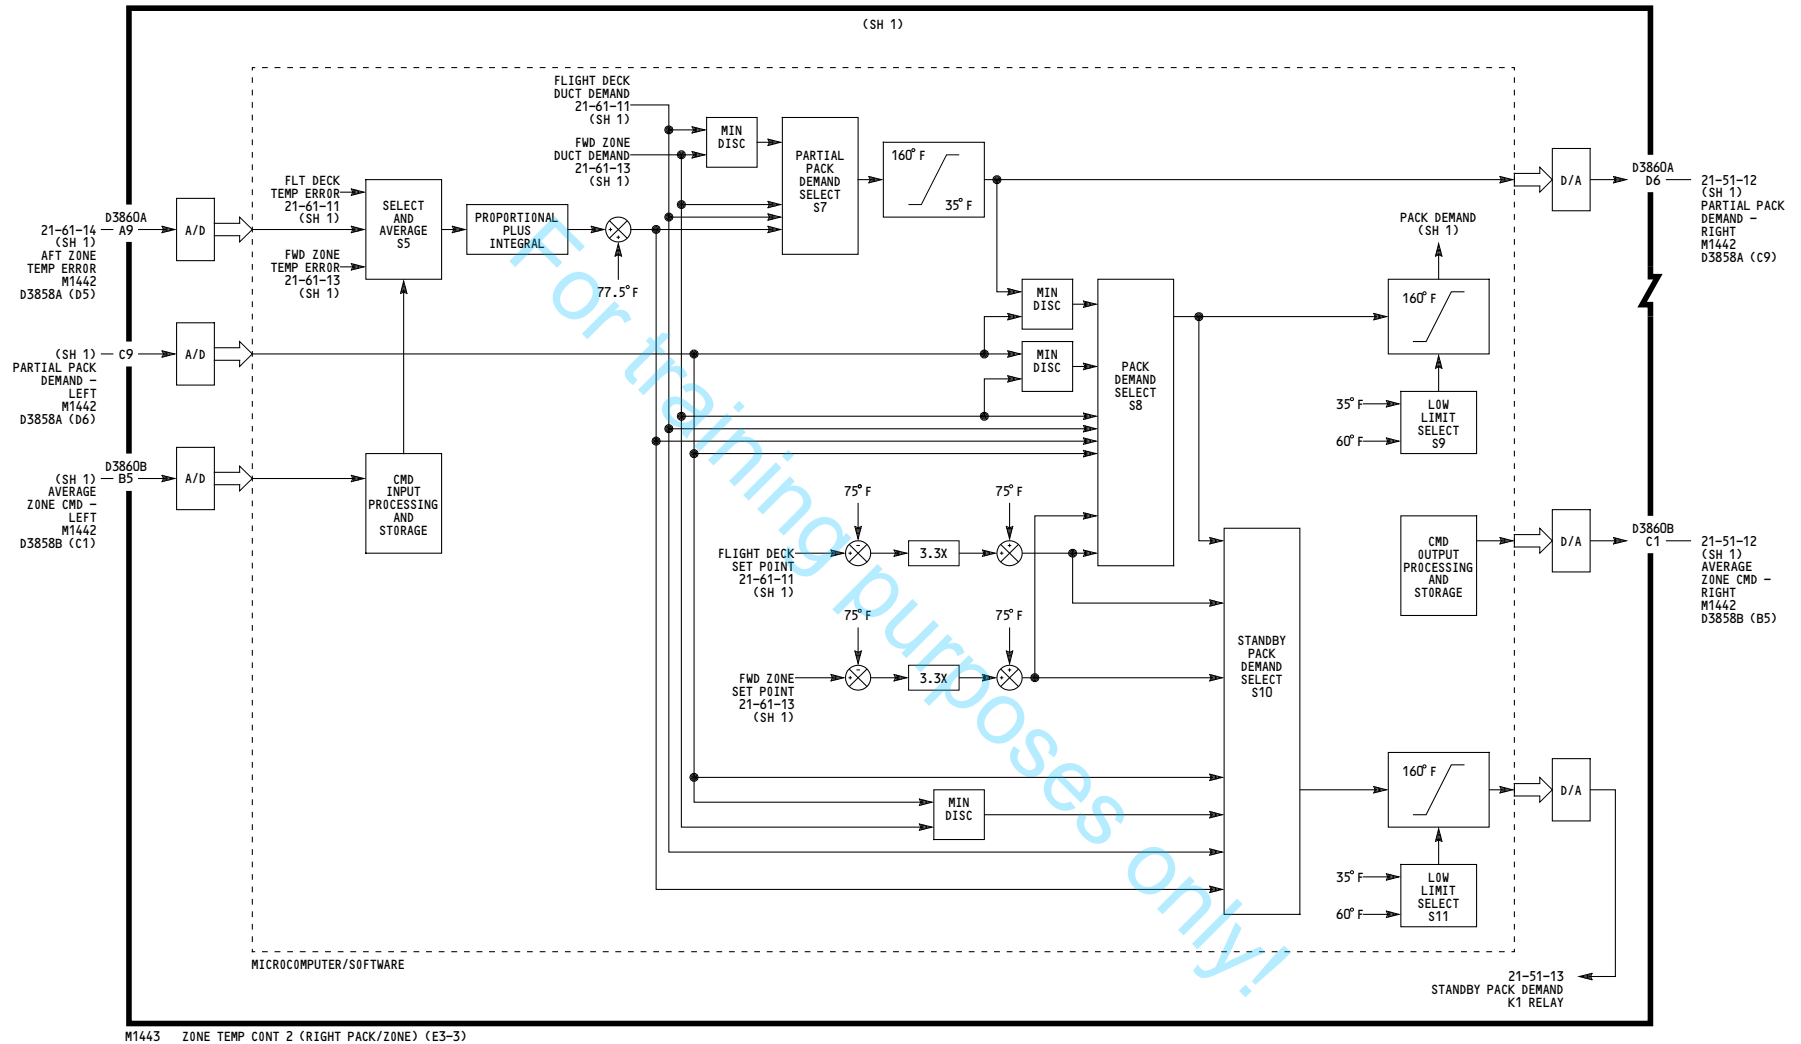 (SH 1)
FLIGHT DECK
DUCT DEMAND
21-61-11
(SH 1)
FWD ZONE
DUCT DEMAND
21-61-13
(SH 1)
MIN
DISC
PARTIAL
PACK
DEMAND
SELECT
S7
160°F
35°F
D/A
D3860A
D6
21-51-12
(SH 1)
PARTIAL PACK
DEMAND –
RIGHT
M1442
D3858A (C9)
FLT DECK
TEMP ERROR
21-61-11
(SH 1)
FWD ZONE
TEMP ERROR
21-61-13
(SH 1)
SELECT
AND
AVERAGE
S5
PROPORTIONAL
PLUS
INTEGRAL
+
+
77.5°F
D3860A
A9
21-61-14
(SH 1)
AFT ZONE
TEMP ERROR
M1442
D3858A (D5)
A/D
PACK DEMAND
(SH 1)
160°F
MIN
DISC
MIN
DISC
PACK
DEMAND
SELECT
S8
35°F
60°F
LOW
LIMIT
SELECT
S9
(SH 1)
C9
PARTIAL PACK
DEMAND –
LEFT
M1442
D3858A (D6)
A/D
D3860B
B5
(SH 1)
AVERAGE
ZONE CMD –
LEFT
M1442
D3858B (C1)
A/D
CMD
INPUT
PROCESSING
AND
STORAGE
75°F
75°F
FLIGHT DECK
SET POINT
21-61-11
(SH 1)
–
+
3.3X
+
+
75°F
75°F
FWD ZONE
SET POINT
21-61-13
(SH 1)
–
+
3.3X
+
+
CMD
OUTPUT
PROCESSING
AND
STORAGE
D/A
D3860B
C1
21-51-12
(SH 1)
AVERAGE
ZONE CMD –
RIGHT
M1442
D3858B (B5)
STANDBY
PACK
DEMAND
SELECT
S10
MIN
DISC
160°F
D/A
35°F
60°F
LOW
LIMIT
SELECT
S11
MICROCOMPUTER/SOFTWARE
21-51-13
STANDBY PACK DEMAND
K1 RELAY
M1443 ZONE TEMP CONT 2 (RIGHT PACK/ZONE) (E3-3)
For training purposes only!